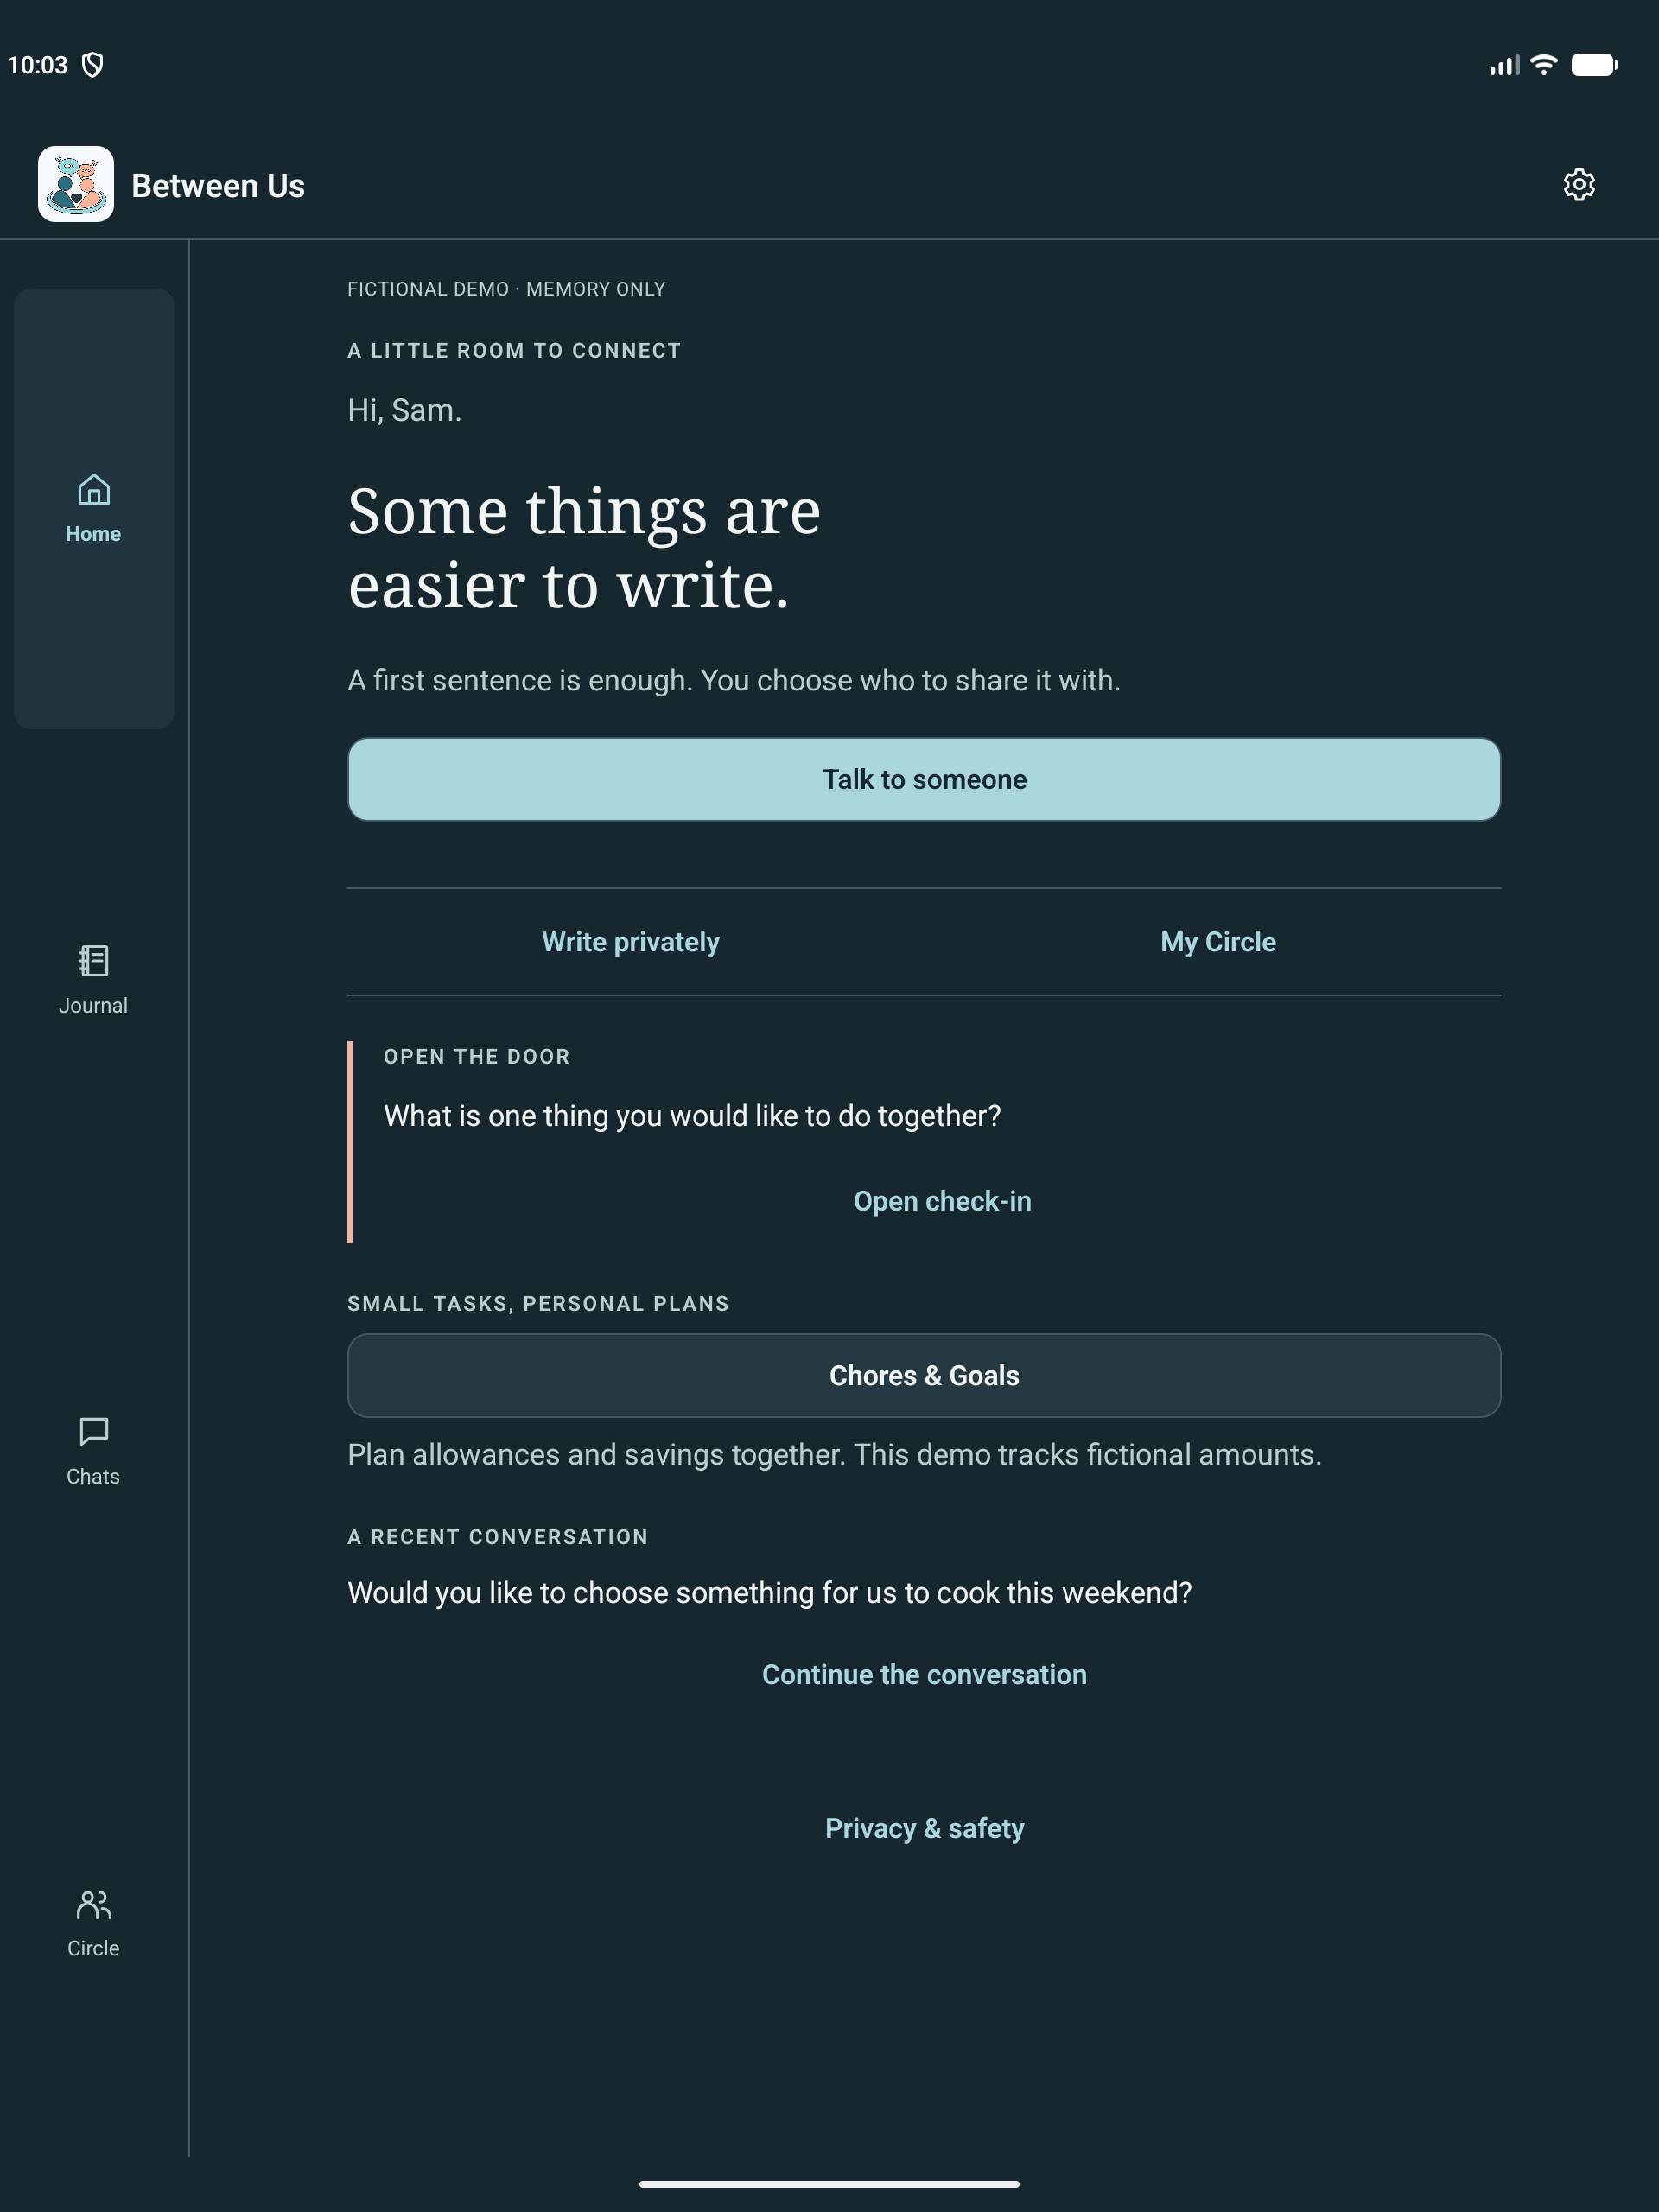 10:03
Between Us
FICTIONAL DEMO · MEMORY ONLY
A LITTLE ROOM TO CONNECT
Hi, Sam.
Some things are
easier to write.
A first sentence is enough. You choose who to share it with.
Talk to someone
Write privately
My Circle
OPEN THE DOOR
What is one thing you would like to do together?
Open check-in
SMALL TASKS, PERSONAL PLANS
Chores & Goals
Plan allowances and savings together. This demo tracks fictional amounts.
A RECENT CONVERSATION
Would you like to choose something for us to cook this weekend?
Continue the conversation
Privacy & safety
Home
Journal
Chats
Circle